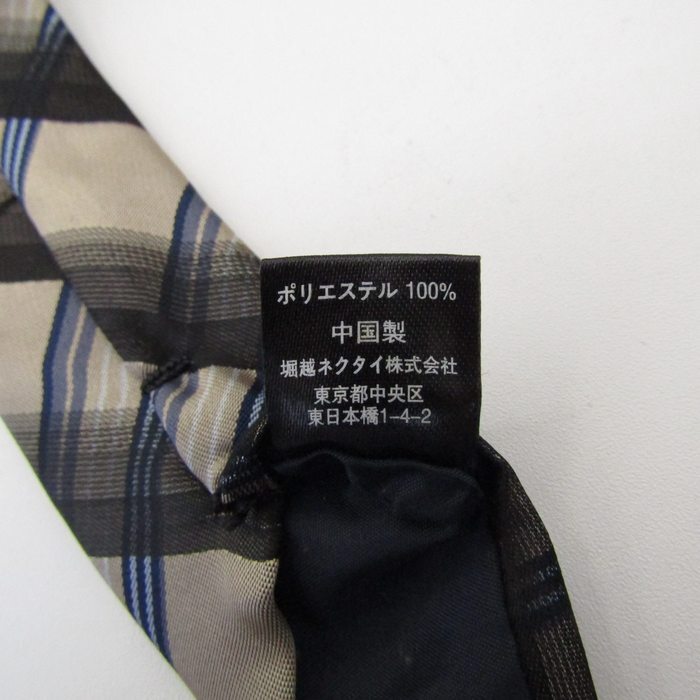 ポリエステル 100%
中国製
堀越ネクタイ株式会社
東京都中央区
東日本橋1-4-2